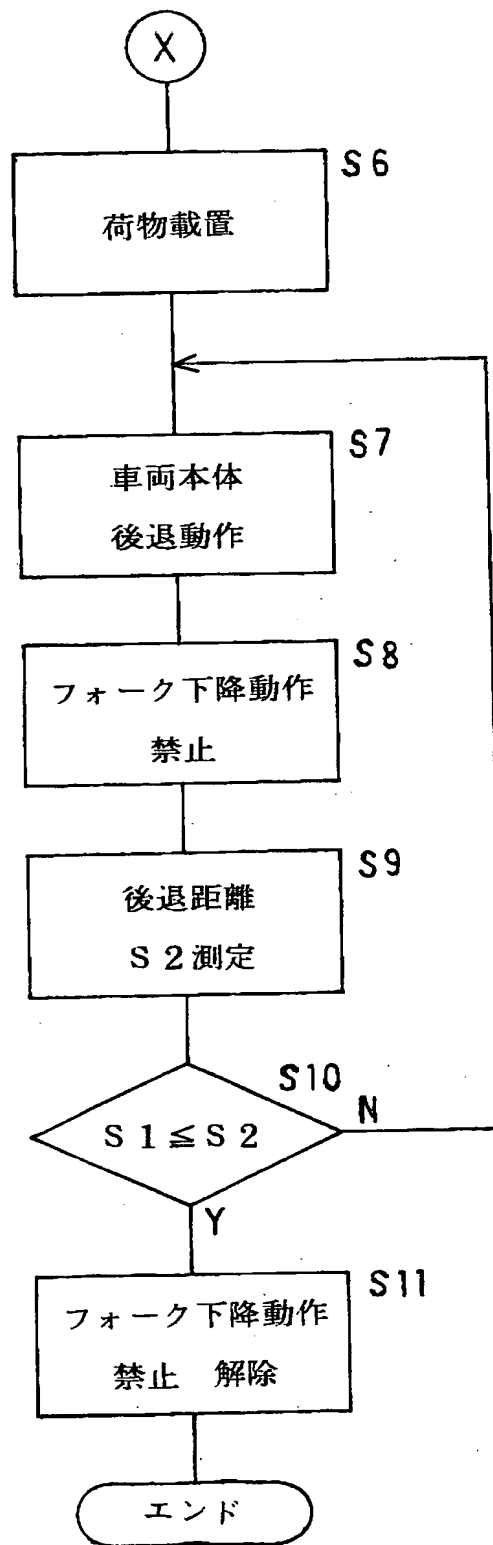 X
S6
荷物載置
S7
車両本体
後退動作
S8
フォーク下降動作
禁止
S9
後退距離
S2測定
S10
S1≦S2
N
Y
S11
フォーク下降動作
禁止 解除
エンド